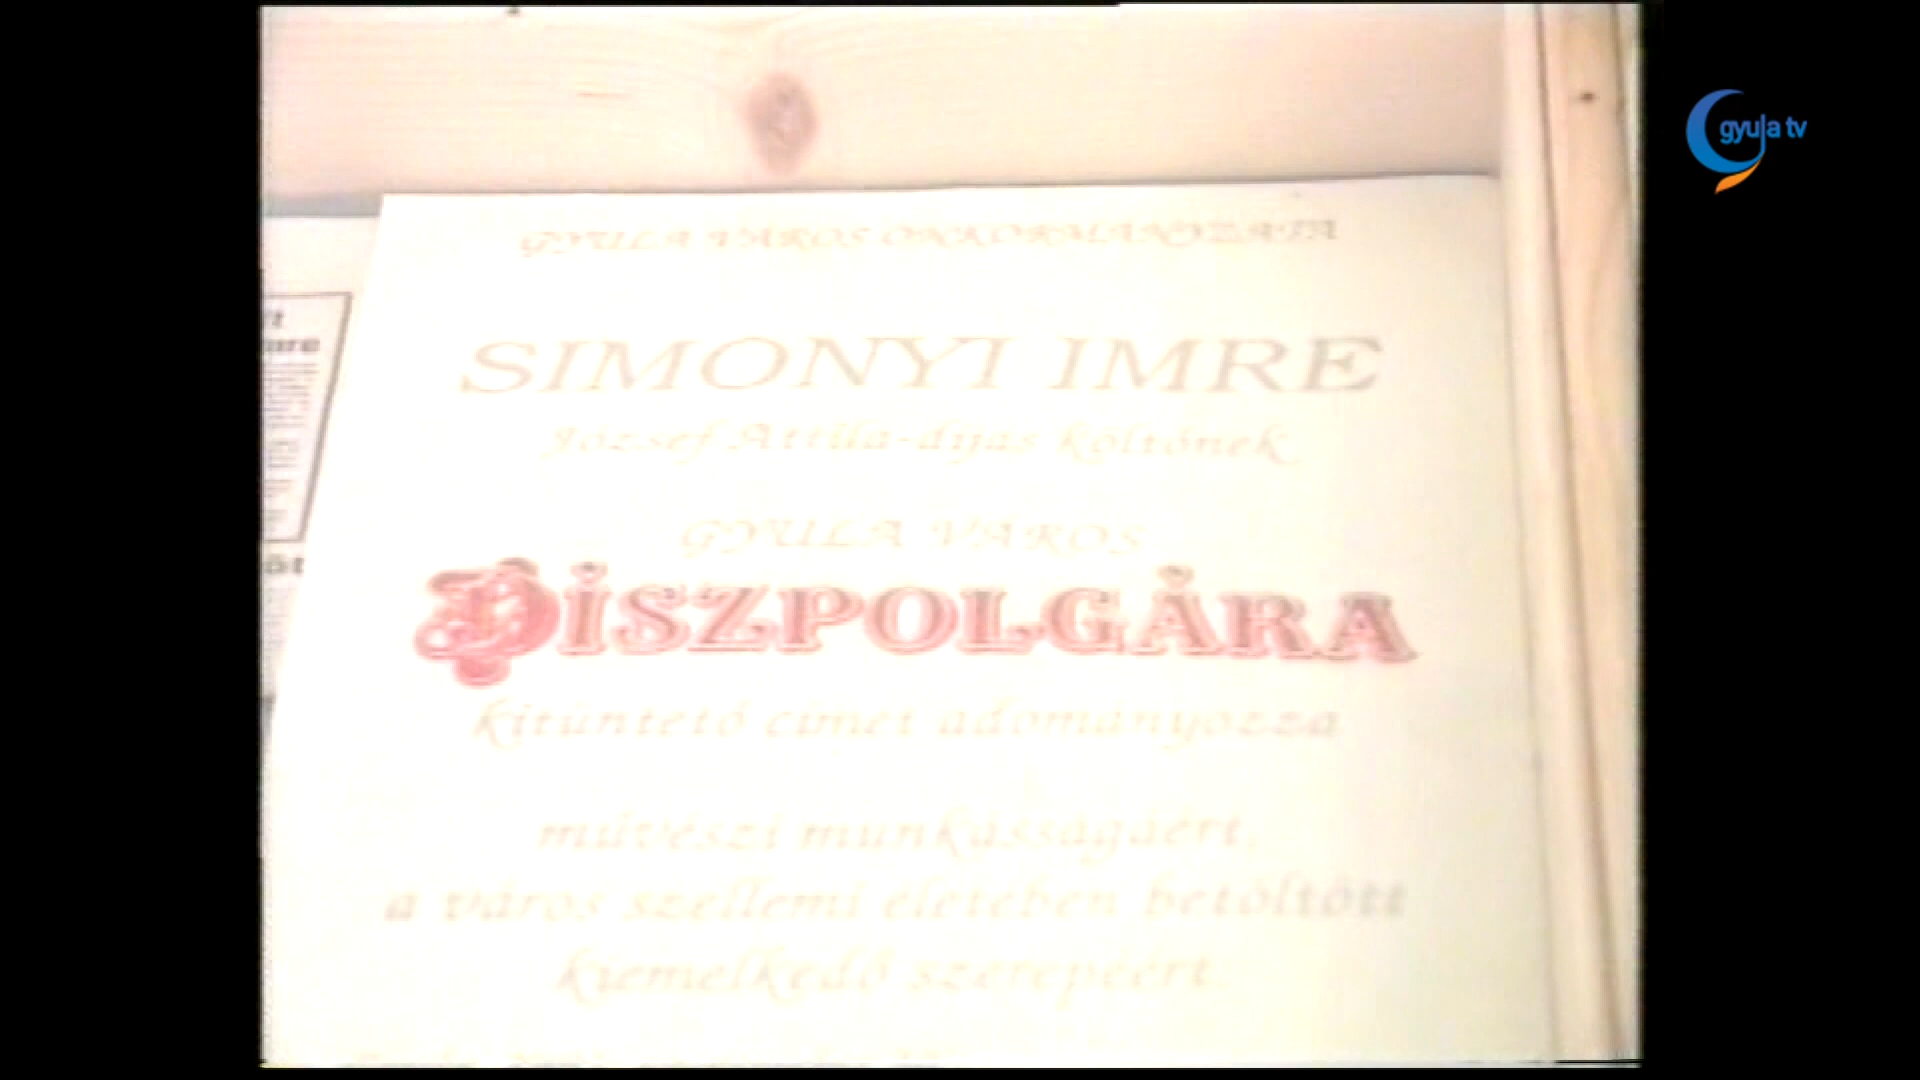 gyula tv
GYULA VÁROS ÖNKORMÁNYZATA
SIMONYI IMRE
József Attila-díjas költőnek
GYULA VÁROS
DÍSZPOLGÁRA
kitüntető címet adományozza
művészi munkásságáért,
a város szellemi életében betöltött
kiemelkedő szerepéért.